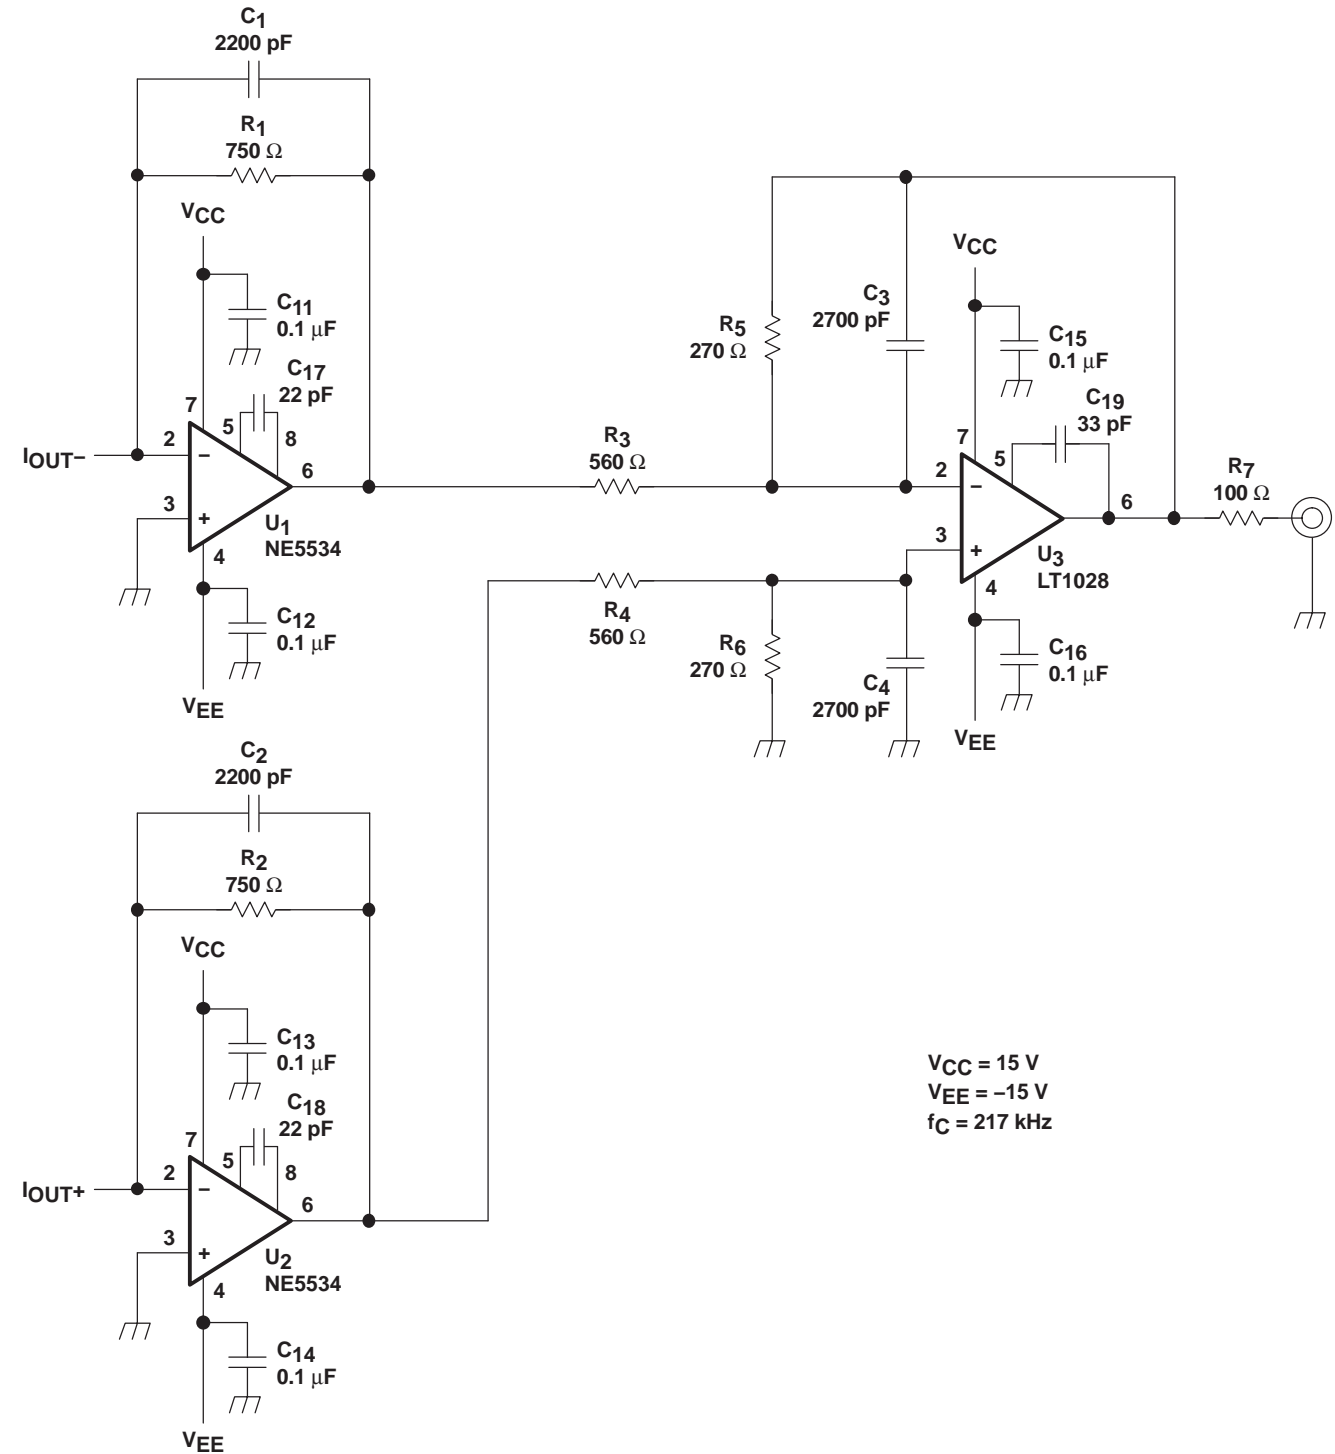 C1
2200 pF
R1
750 Ω
VCC
C11
0.1 µF
C17
22 pF
7
5
8
2
−
IOUT−
6
3
+
U1
NE5534
4
C12
0.1 µF
VEE
R3
560 Ω
R5
270 Ω
C3
2700 pF
VCC
C15
0.1 µF
C19
33 pF
7
5
2
−
6
R7
100 Ω
3
+
U3
LT1028
4
R4
560 Ω
R6
270 Ω
C4
2700 pF
C16
0.1 µF
VEE
C2
2200 pF
R2
750 Ω
VCC
C13
0.1 µF
C18
22 pF
7
5
8
2
−
IOUT+
6
3
+
U2
NE5534
4
C14
0.1 µF
VEE
VCC = 15 V
VEE = −15 V
fC = 217 kHz